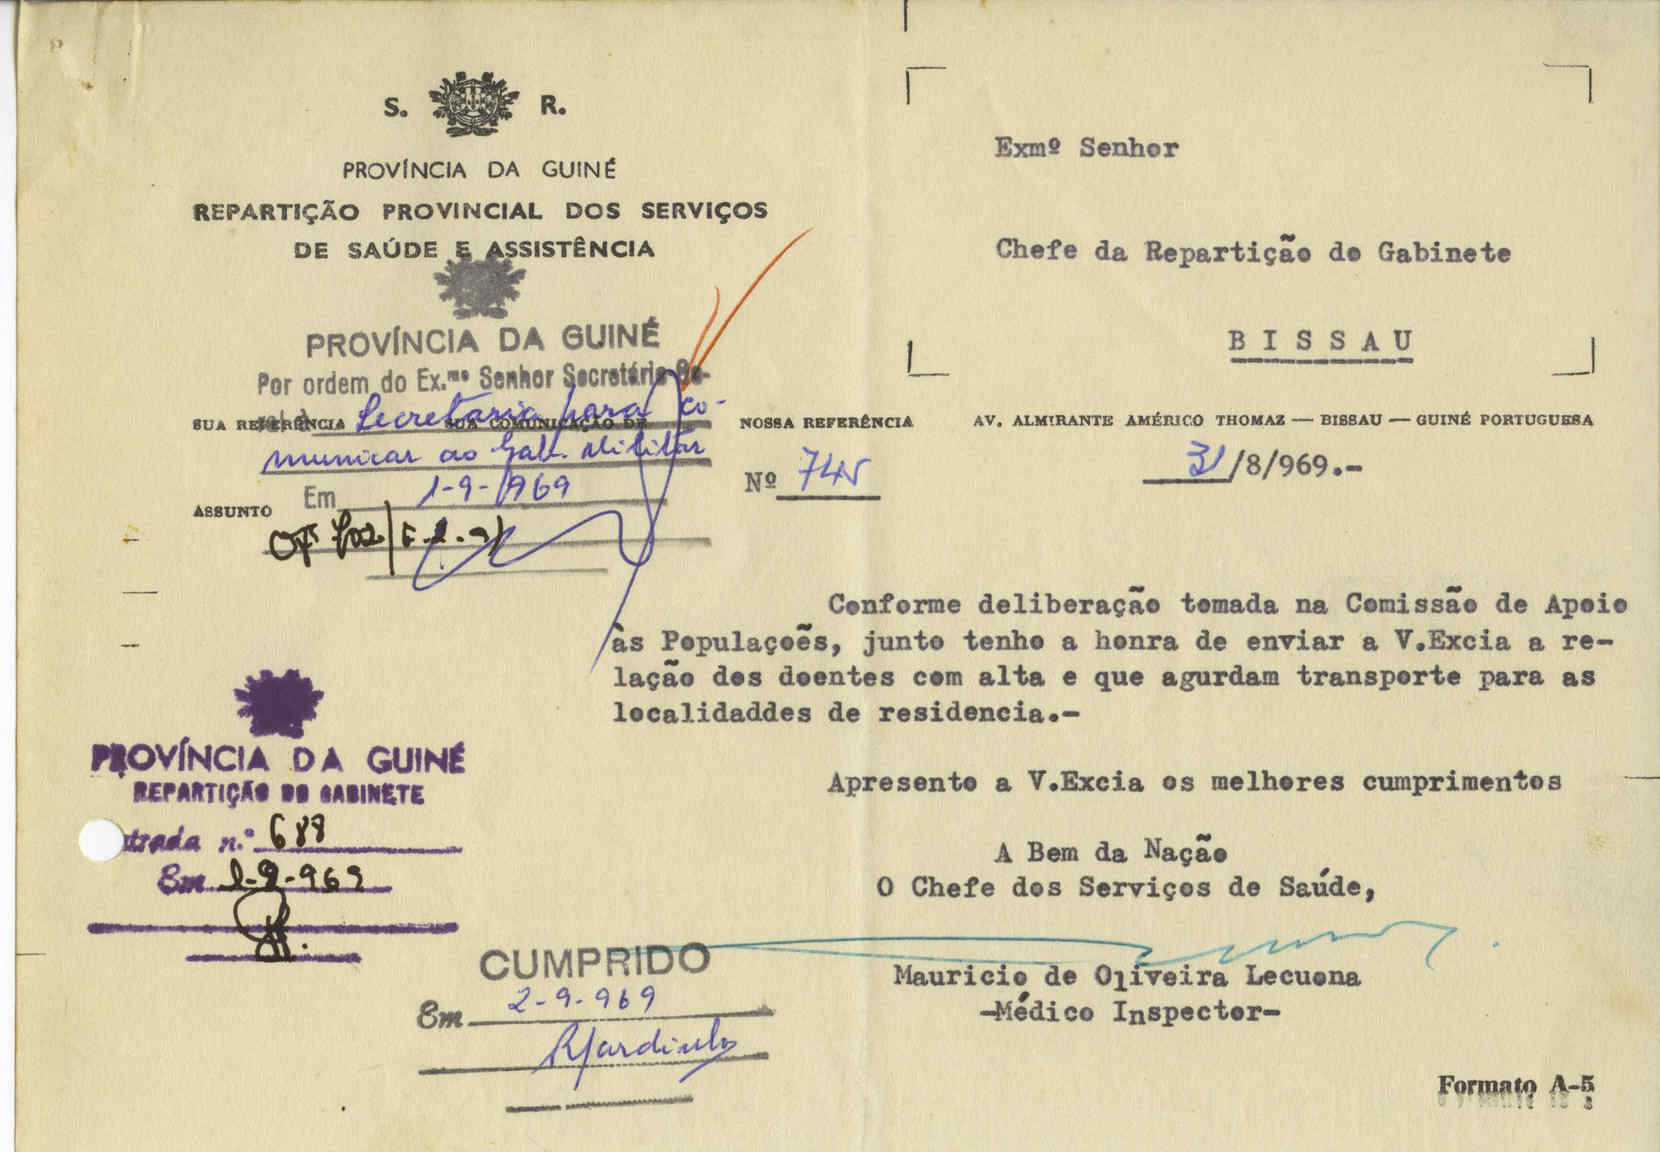 S. R.
PROVÍNCIA DA GUINÉ
REPARTIÇÃO PROVINCIAL DOS SERVIÇOS
DE SAÚDE E ASSISTÊNCIA
PROVÍNCIA DA GUINÉ
Por ordem do Ex.mo Senhor Secretário Ge-
SUA REFERÊNCIA
SUA COMUNICAÇÃO DE
Secretaria para co-
municar ao Gab. Militar
Em 1-9-1969
ASSUNTO
Exmº Senhor
Chefe da Repartição do Gabinete
BISSAU
NOSSA REFERÊNCIA
AV. ALMIRANTE AMÉRICO THOMAZ — BISSAU — GUINÉ PORTUGUESA
Nº 745
31/8/969.-
Conforme deliberação tomada na Comissão de Apoio
às Populaçoẽs, junto tenho a honra de enviar a V.Excia a re-
lação dos doentes com alta e que agurdam transporte para as
localidaddes de residencia.-
Apresento a V.Excia os melhores cumprimentos
A Bem da Nação
O Chefe dos Serviços de Saúde,
Mauricio de Oliveira Lecuona
-Médico Inspector-
PROVÍNCIA DA GUINÉ
REPARTIÇÃO DO GABINETE
ntrada n.º 688
Em 1-9-969
CUMPRIDO
Em 2-9-969
Formato A-5